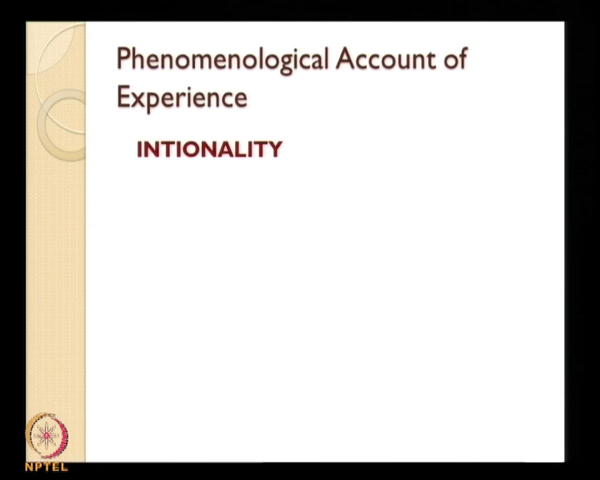 Phenomenological Account of
Experience
INTIONALITY
NPTEL